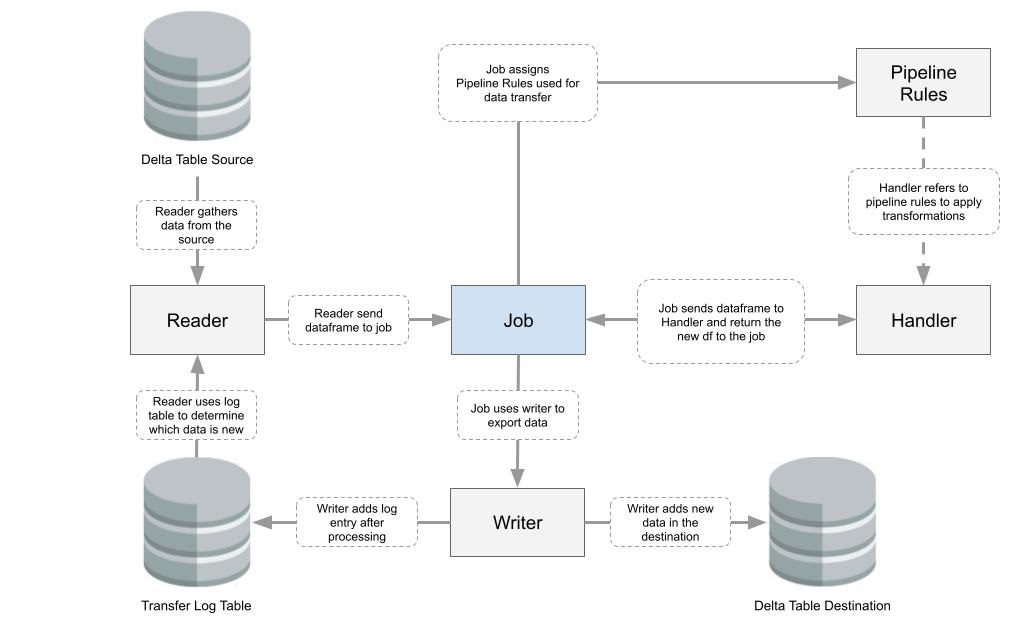 Job assigns
Pipeline Rules used for
data transfer
Pipeline
Rules
Delta Table Source
Handler refers to
pipeline rules to apply
transformations
Reader gathers
data from the
source
Reader
Reader send
dataframe to job
Job
Job sends dataframe to
Handler and return the
new df to the job
Handler
Reader uses log
table to determine
which data is new
Job uses writer to
export data
Writer adds log
entry after
processing
Writer
Writer adds new
data in the
destination
Transfer Log Table
Delta Table Destination